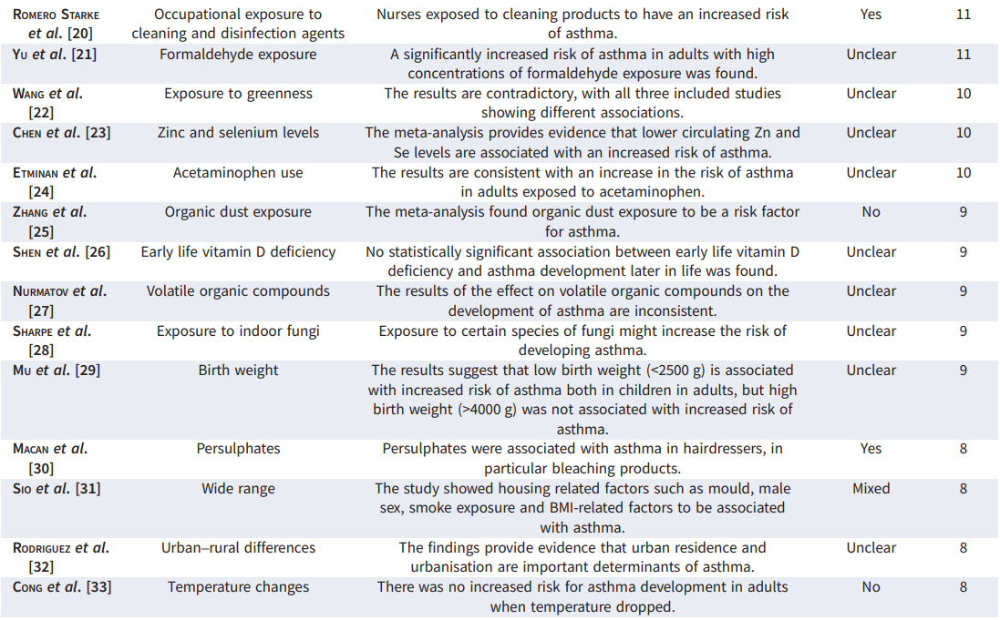 Romero Starke Occupational exposure to Nurses exposed to cleaning products to have an increased risk Yes 11
et al. [20] cleaning and disinfection agents of asthma.
Yu et al. [21] Formaldehyde exposure A significantly increased risk of asthma in adults with high Unclear 11
concentrations of formaldehyde exposure was found.
Wang et al. Exposure to greenness The results are contradictory, with all three included studies Unclear 10
[22] showing different associations.
Chen et al. [23] Zinc and selenium levels The meta-analysis provides evidence that lower circulating Zn and Unclear 10
Se levels are associated with an increased risk of asthma.
Etminan et al. Acetaminophen use The results are consistent with an increase in the risk of asthma Unclear 10
[24] in adults exposed to acetaminophen.
Zhang et al. Organic dust exposure The meta-analysis found organic dust exposure to be a risk factor No 9
[25] for asthma.
Shen et al. [26] Early life vitamin D deficiency No statistically significant association between early life vitamin D Unclear 9
deficiency and asthma development later in life was found.
Nurmatov et al. Volatile organic compounds The results of the effect on volatile organic compounds on the Unclear 9
[27] development of asthma are inconsistent.
Sharpe et al. Exposure to indoor fungi Exposure to certain species of fungi might increase the risk of Unclear 9
[28] developing asthma.
Mu et al. [29] Birth weight The results suggest that low birth weight (<2500 g) is associated Unclear 9
with increased risk of asthma both in children in adults, but high
birth weight (>4000 g) was not associated with increased risk of
asthma.
Macan et al. Persulphates Persulphates were associated with asthma in hairdressers, in Yes 8
[30] particular bleaching products.
Sio et al. [31] Wide range The study showed housing related factors such as mould, male Mixed 8
sex, smoke exposure and BMI-related factors to be associated
with asthma.
Rodriguez et al. Urban–rural differences The findings provide evidence that urban residence and Unclear 8
[32] urbanisation are important determinants of asthma.
Cong et al. [33] Temperature changes There was no increased risk for asthma development in adults No 8
when temperature dropped.